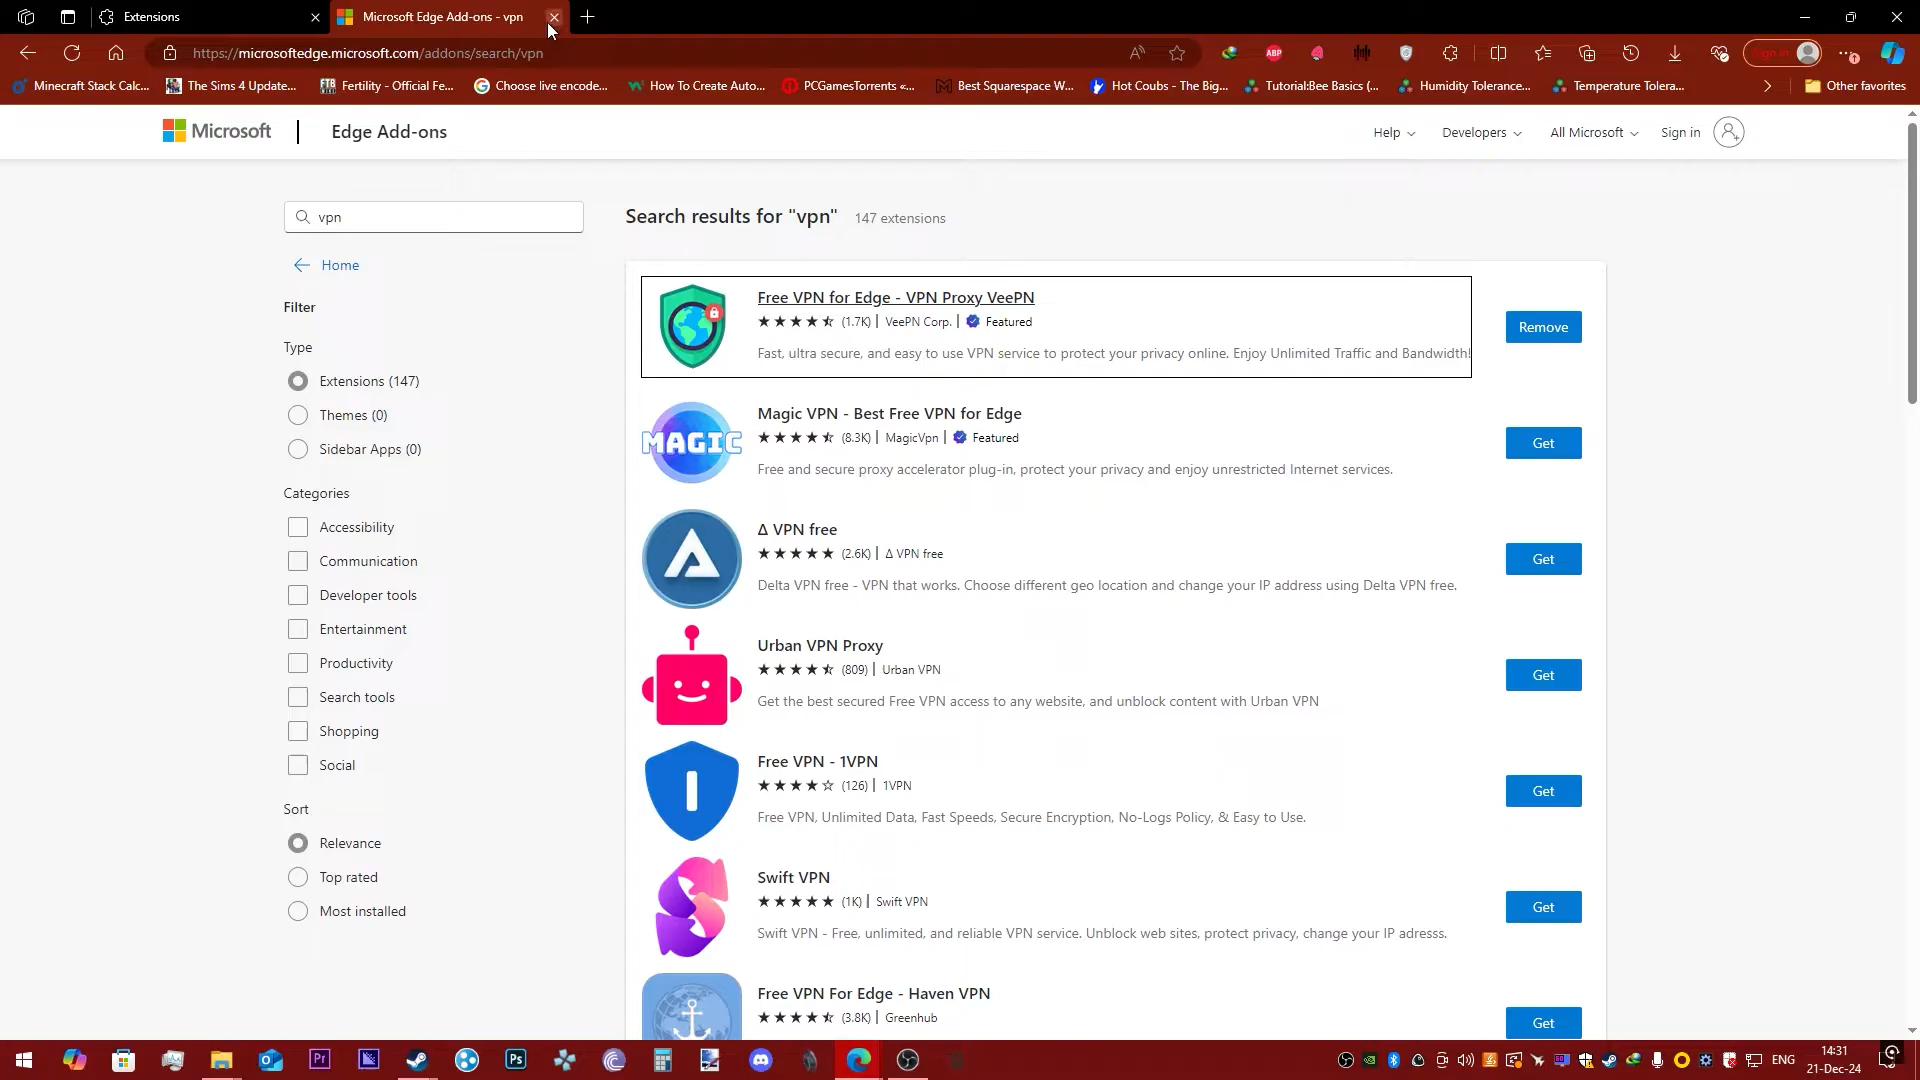 Extensions
Microsoft Edge Add-ons - vpn
https://microsoftedge.microsoft.com/addons/search/vpn
ABP
Sign in
Minecraft Stack Calc...
The Sims 4 Update...
FTB
Fertility - Official Fe...
Choose live encode...
How To Create Auto...
PCGamesTorrents «...
Best Squarespace W...
Hot Coubs - The Big...
Tutorial:Bee Basics (...
Humidity Tolerance...
Temperature Tolera...
Other favorites
Microsoft
Edge Add-ons
Help
Developers
All Microsoft
Sign in
vpn
Home
Filter
Type
Extensions (147)
Themes (0)
Sidebar Apps (0)
Categories
Accessibility
Communication
Developer tools
Entertainment
Productivity
Search tools
Shopping
Social
Sort
Relevance
Top rated
Most installed
Search results for "vpn" 147 extensions
Free VPN for Edge - VPN Proxy VeePN
(1.7K) | VeePN Corp. | Featured
Fast, ultra secure, and easy to use VPN service to protect your privacy online. Enjoy Unlimited Traffic and Bandwidth!
Remove
MAGIC
Magic VPN - Best Free VPN for Edge
(8.3K) | MagicVpn | Featured
Free and secure proxy accelerator plug-in, protect your privacy and enjoy unrestricted Internet services.
Get
Δ VPN free
(2.6K) | Δ VPN free
Delta VPN free - VPN that works. Choose different geo location and change your IP address using Delta VPN free.
Get
Urban VPN Proxy
(809) | Urban VPN
Get the best secured Free VPN access to any website, and unblock content with Urban VPN
Get
Free VPN - 1VPN
(126) | 1VPN
Free VPN, Unlimited Data, Fast Speeds, Secure Encryption, No-Logs Policy, & Easy to Use.
Get
Swift VPN
(1K) | Swift VPN
Swift VPN - Free, unlimited, and reliable VPN service. Unblock web sites, protect privacy, change your IP adresss.
Get
Free VPN For Edge - Haven VPN
(3.8K) | Greenhub
Get
Pr
Ps
ENG
14:31
21-Dec-24